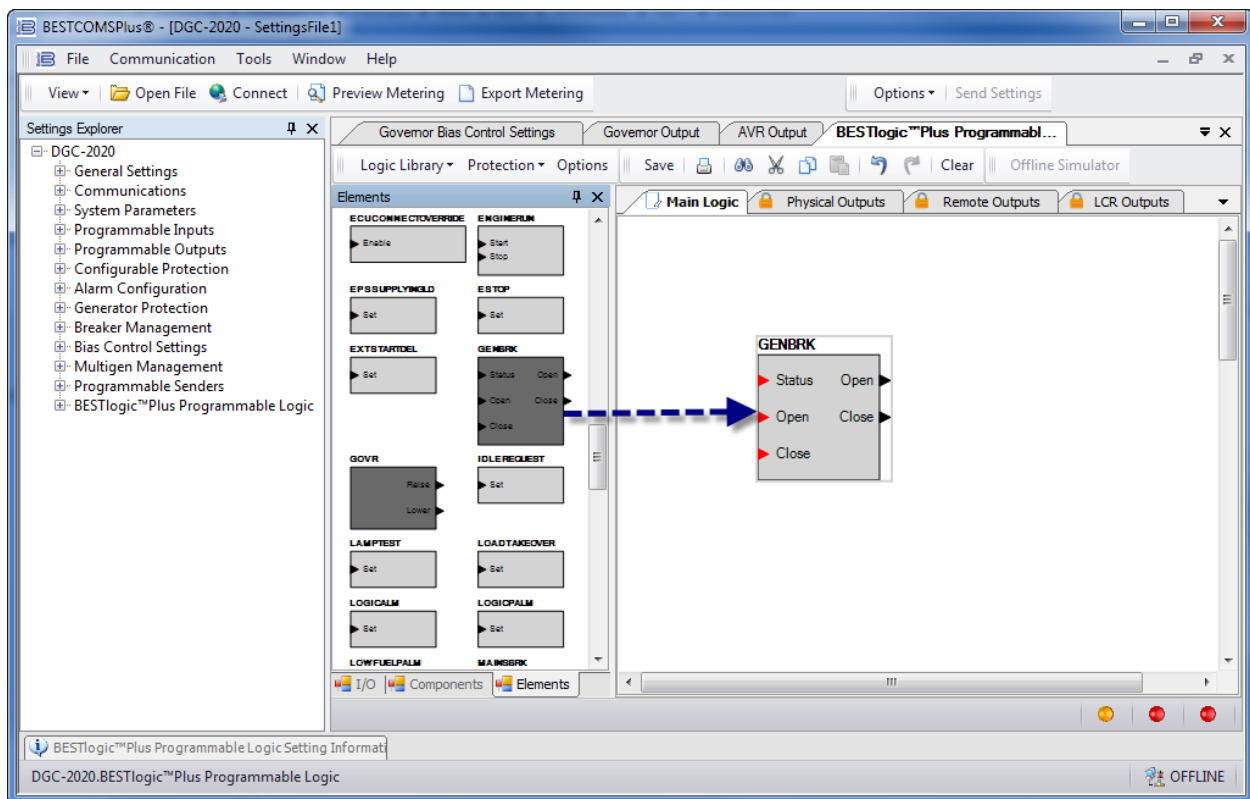 BESTCOMSPlus® - [DGC-2020 - SettingsFile1]
File Communication Tools Window Help
View Open File Connect Preview Metering Export Metering Options Send Settings
Settings Explorer
DGC-2020
General Settings
Communications
System Parameters
Programmable Inputs
Programmable Outputs
Configurable Protection
Alarm Configuration
Generator Protection
Breaker Management
Bias Control Settings
Multigen Management
Programmable Senders
BESTlogic™Plus Programmable Logic
Governor Bias Control Settings Governor Output AVR Output BESTlogic™Plus Programmabl...
Logic Library Protection Options Save Clear Offline Simulator
Elements
ECUCONNECTOVERRIDE ENGINERUN
Enable Start
Stop
EPSSUPPLYINGLD ESTOP
Set Set
EXTSTARTDEL GENBRK
Set Status Open
Open Close
Close
GOVR IDLEREQUEST
Raise Set
Lower
LAMPTEST LOADTAKEOVER
Set Set
LOGICALM LOGICPALM
Set Set
LOWFUELPALM MAINSBRK
I/O Components Elements
Main Logic Physical Outputs Remote Outputs LCR Outputs
GENBRK
Status Open
Open Close
Close
BESTlogic™Plus Programmable Logic Setting Informati
DGC-2020.BESTlogic™Plus Programmable Logic OFFLINE